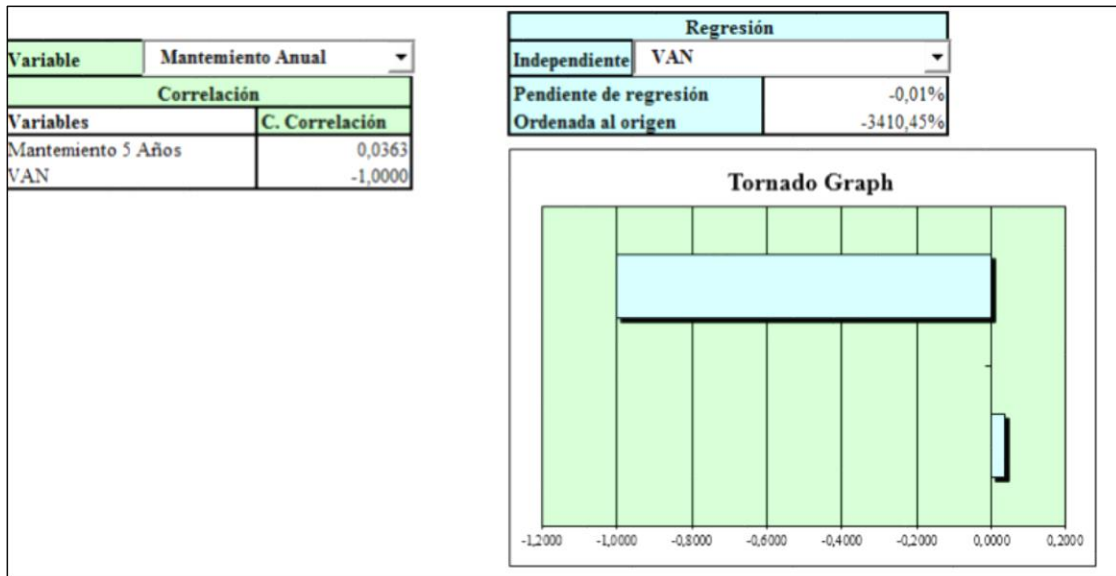 Variable Mantemiento Anual
Correlación
Variables C. Correlación
Mantemiento 5 Años 0,0363
VAN -1,0000
Regresión
Independiente VAN
Pendiente de regresión -0,01%
Ordenada al origen -3410,45%
Tornado Graph
-1,2000 -1,0000 -0,8000 -0,6000 -0,4000 -0,2000 0,0000 0,2000